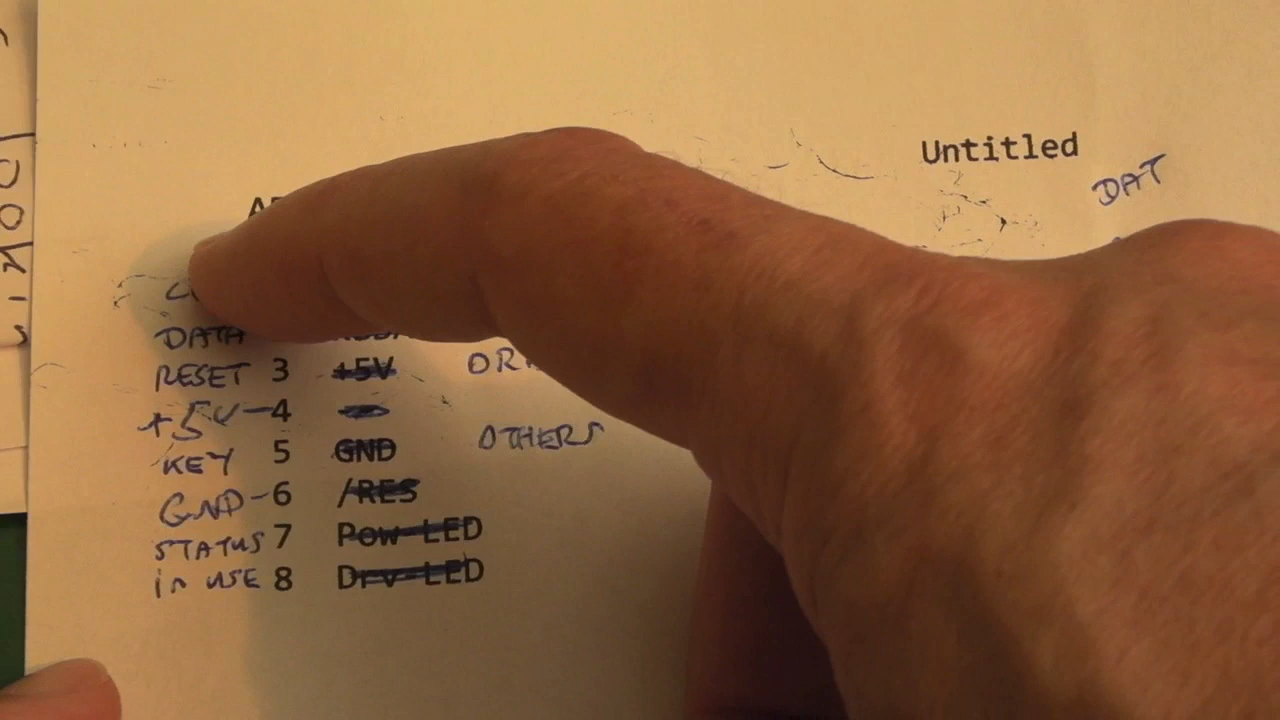 Untitled
DAT
DATA
RESET 3 +5V
+5V-4
KEY 5 GND OTHERS
GND-6 /RES
STATUS 7 Pow-LED
in USE 8 Drv-LED